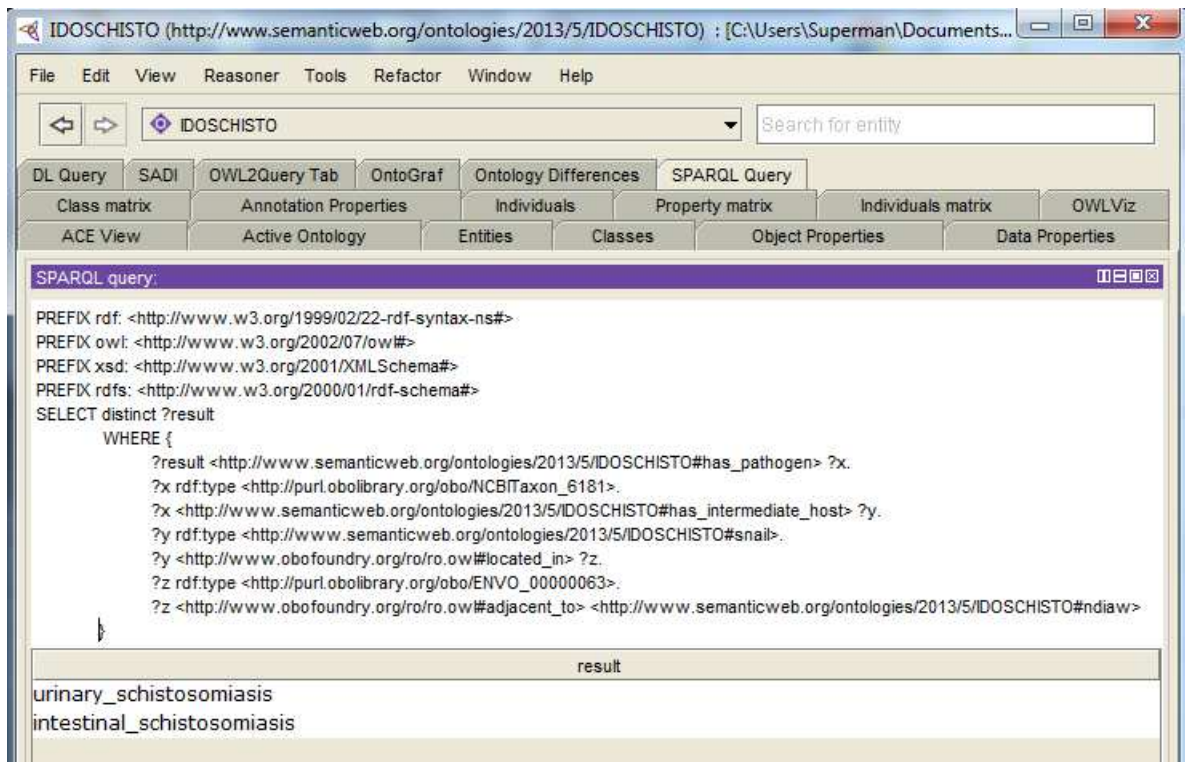 IDOSCHISTO (http://www.semanticweb.org/ontologies/2013/5/IDOSCHISTO) : [C:\Users\Superman\Documents...
File Edit View Reasoner Tools Refactor Window Help
IDOSCHISTO Search for entity
DL Query SADI OWL2Query Tab OntoGraf Ontology Differences SPARQL Query
Class matrix Annotation Properties Individuals Property matrix Individuals matrix OWLViz
ACE View Active Ontology Entities Classes Object Properties Data Properties
SPARQL query:
PREFIX rdf: <http://www.w3.org/1999/02/22-rdf-syntax-ns#>
PREFIX owl: <http://www.w3.org/2002/07/owl#>
PREFIX xsd: <http://www.w3.org/2001/XMLSchema#>
PREFIX rdfs: <http://www.w3.org/2000/01/rdf-schema#>
SELECT distinct ?result
WHERE {
?result <http://www.semanticweb.org/ontologies/2013/5/IDOSCHISTO#has_pathogen> ?x.
?x rdf:type <http://purl.obolibrary.org/obo/NCBITaxon_6181>.
?x <http://www.semanticweb.org/ontologies/2013/5/IDOSCHISTO#has_intermediate_host> ?y.
?y rdf:type <http://www.semanticweb.org/ontologies/2013/5/IDOSCHISTO#snail>.
?y <http://www.obofoundry.org/ro/ro.owl#located_in> ?z.
?z rdf:type <http://purl.obolibrary.org/obo/ENVO_00000063>.
?z <http://www.obofoundry.org/ro/ro.owl#adjacent_to> <http://www.semanticweb.org/ontologies/2013/5/IDOSCHISTO#ndiaw>
}
result
urinary_schistosomiasis
intestinal_schistosomiasis